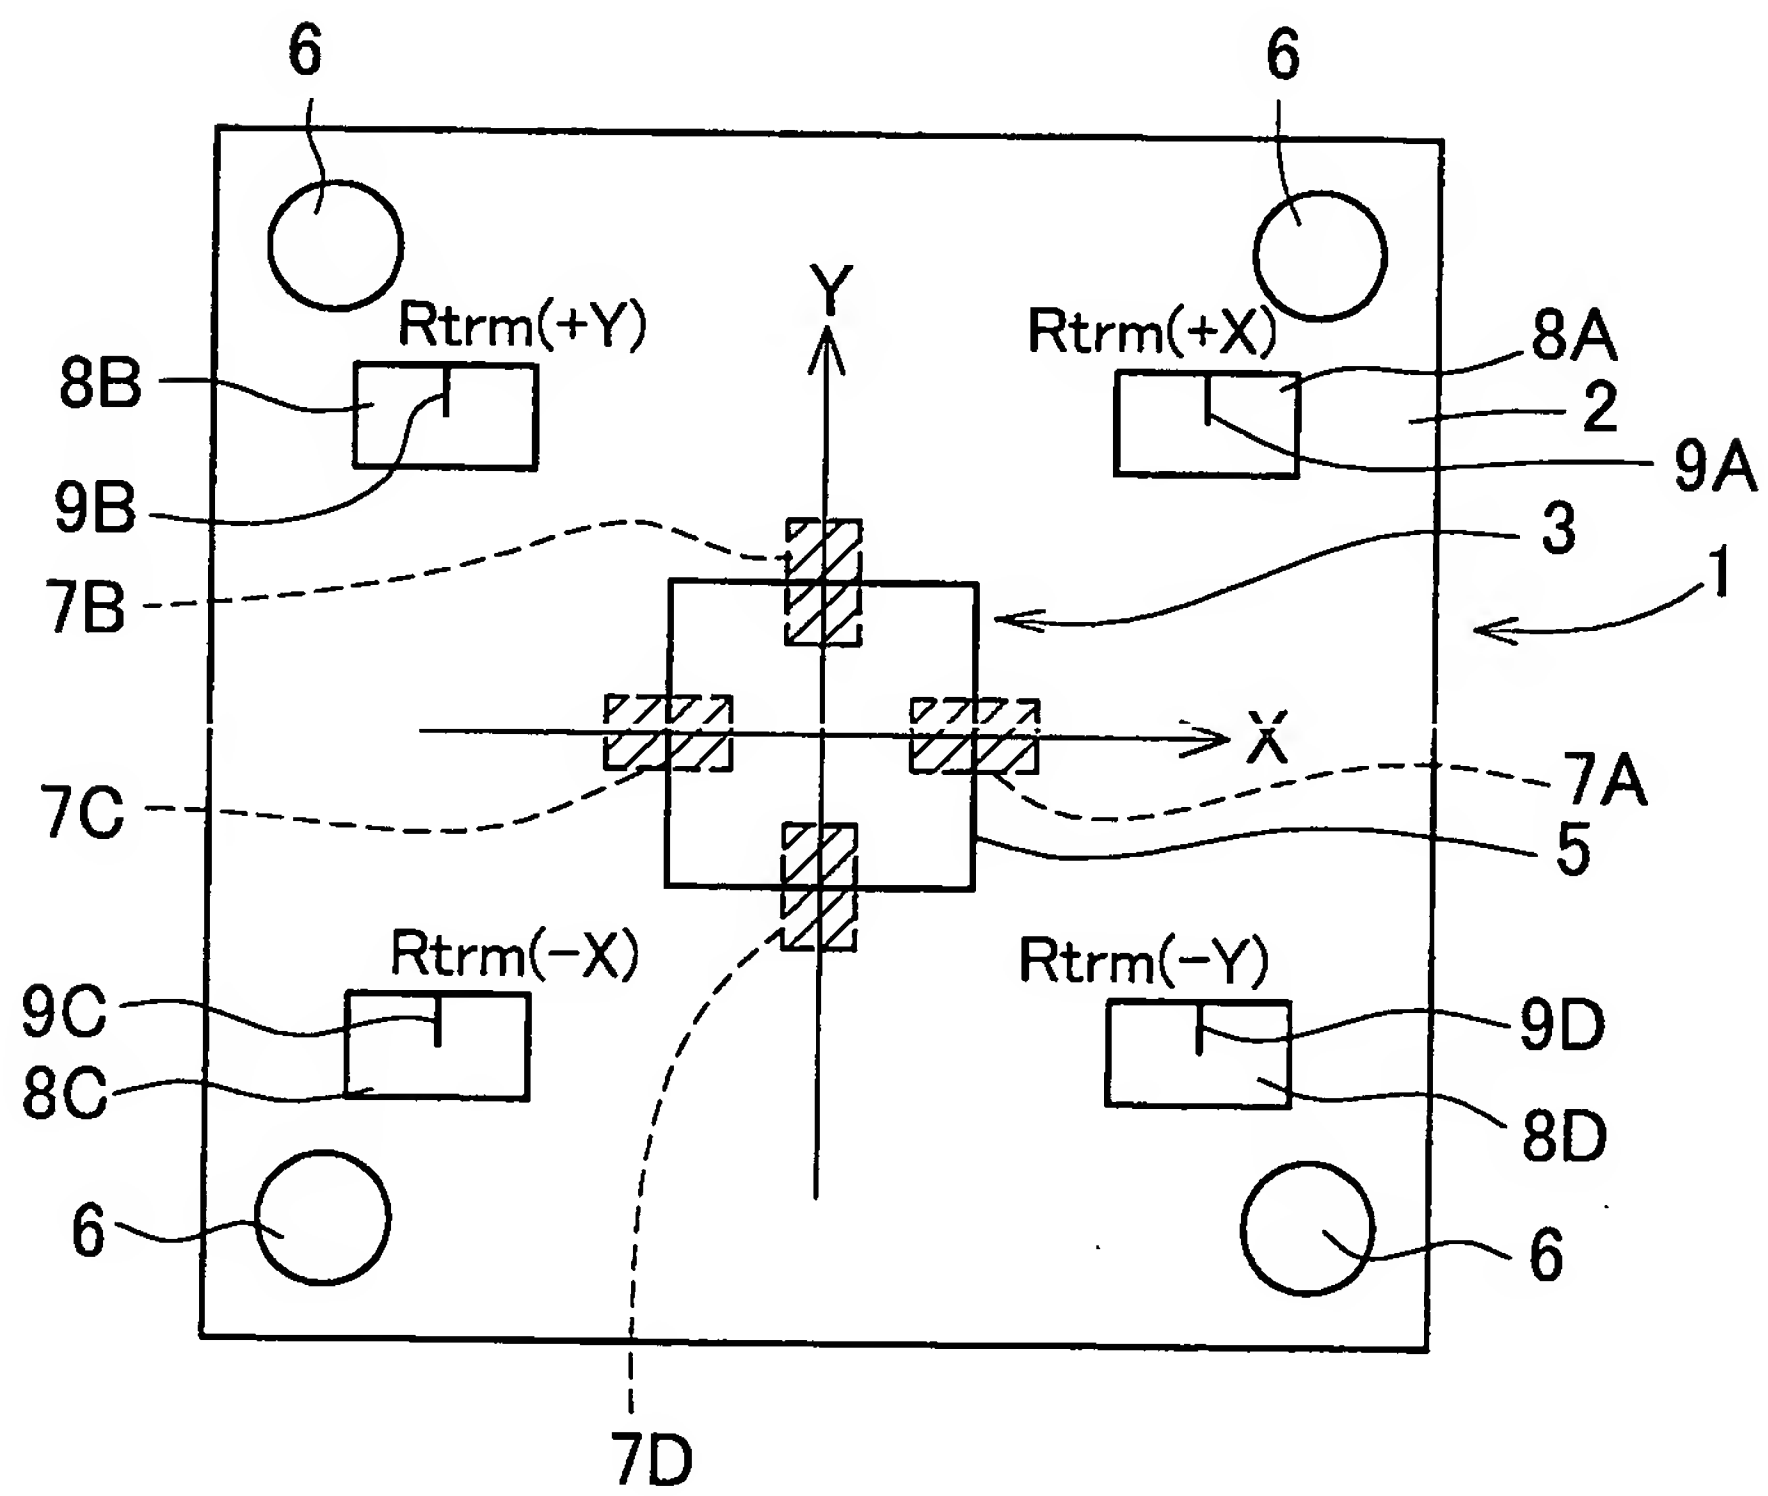 6
6
Y
Rtrm(+Y)
Rtrm(+X)
8A
8B
2
9A
9B
3
1
7B
X
7A
7C
5
Rtrm(-X)
Rtrm(-Y)
9C
9D
8C
8D
6
6
7D